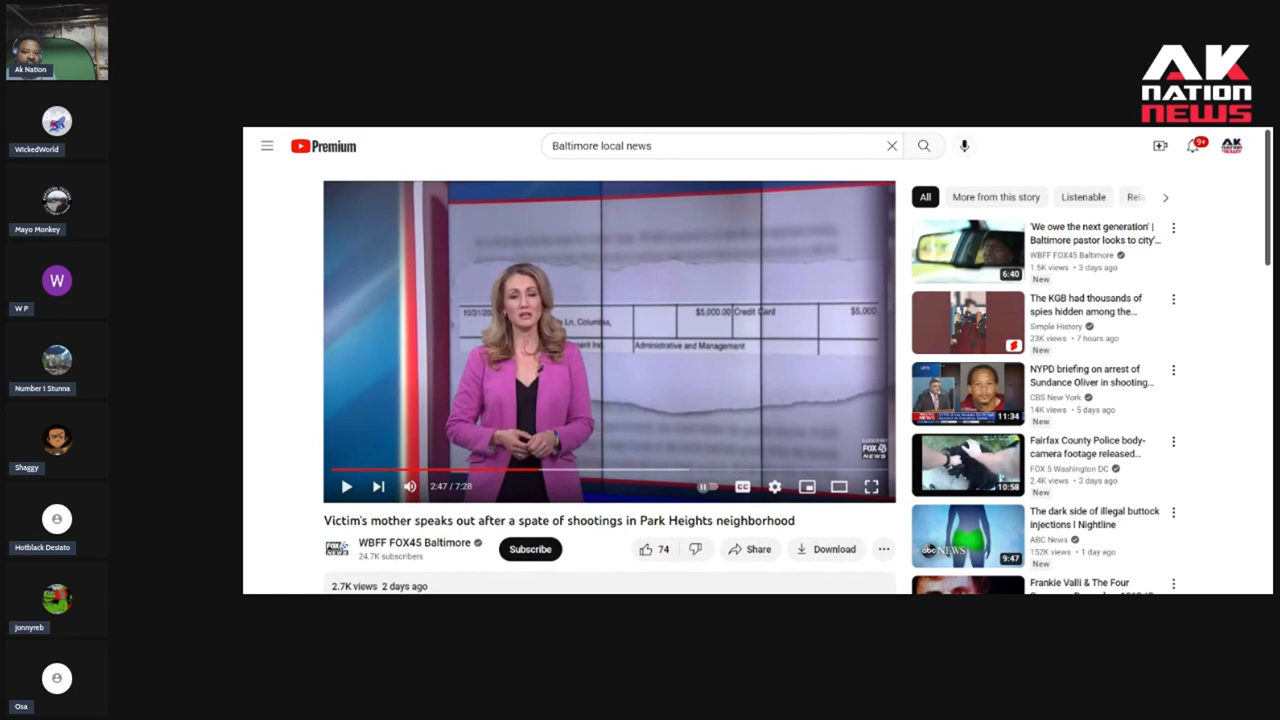 Ak Nation
WickedWorld
Mayo Monkey
W
W P
Number 1 Stunna
Shaggy
Hotblack Desiato
Jonnyreb
Osa
AK
NATION
NEWS
Premium
Baltimore local news
9+
10/31/20
Ln, Columbia,
$5,000.00
Credit Card
$5,000
Inc.
Administrative and Management
FOX 45
NEWS
2:47 / 7:28
CC
Victim's mother speaks out after a spate of shootings in Park Heights neighborhood
WBFF FOX45 Baltimore
24.7K subscribers
Subscribe
74
Share
Download
2.7K views 2 days ago
All
More from this story
Listenable
Rela
'We owe the next generation' |
Baltimore pastor looks to city'...
WBFF FOX45 Baltimore
1.5K views • 3 days ago
New
6:40
The KGB had thousands of
spies hidden among the...
Simple History
23K views • 7 hours ago
New
NYPD briefing on arrest of
Sundance Oliver in shooting...
CBS New York
14K views • 5 days ago
New
11:34
Fairfax County Police body-
camera footage released...
FOX 5 Washington DC
2.4K views • 3 days ago
New
10:58
The dark side of illegal buttock
injections l Nightline
ABC News
152K views • 1 day ago
New
abc NEWS
9:47
Frankie Valli & The Four